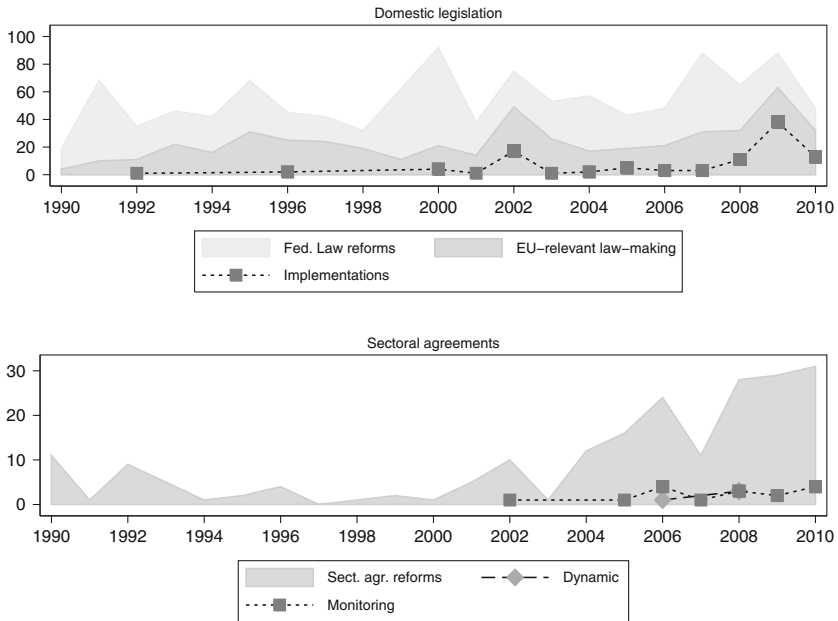 Domestic legislation
100
80
60
40
20
0
1990 1992 1994 1996 1998 2000 2002 2004 2006 2008 2010
Fed. Law reforms EU−relevant law−making
Implementations
Sectoral agreements
30
20
10
0
1990 1992 1994 1996 1998 2000 2002 2004 2006 2008 2010
Sect. agr. reforms Dynamic
Monitoring